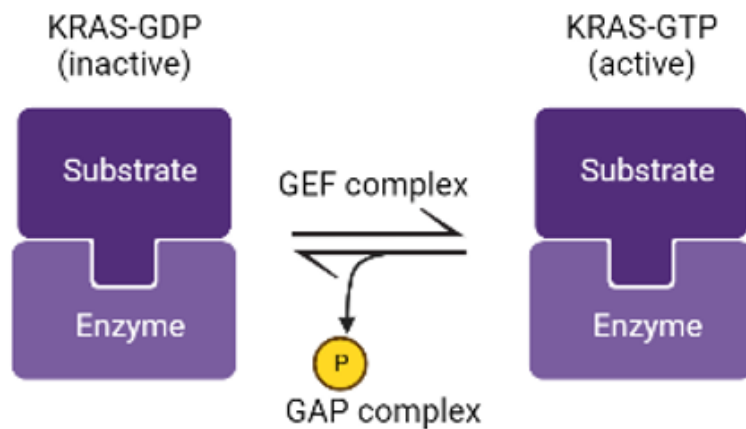 KRAS-GDP
(inactive)
KRAS-GTP
(active)
Substrate
Enzyme
GEF complex
P
GAP complex
Substrate
Enzyme